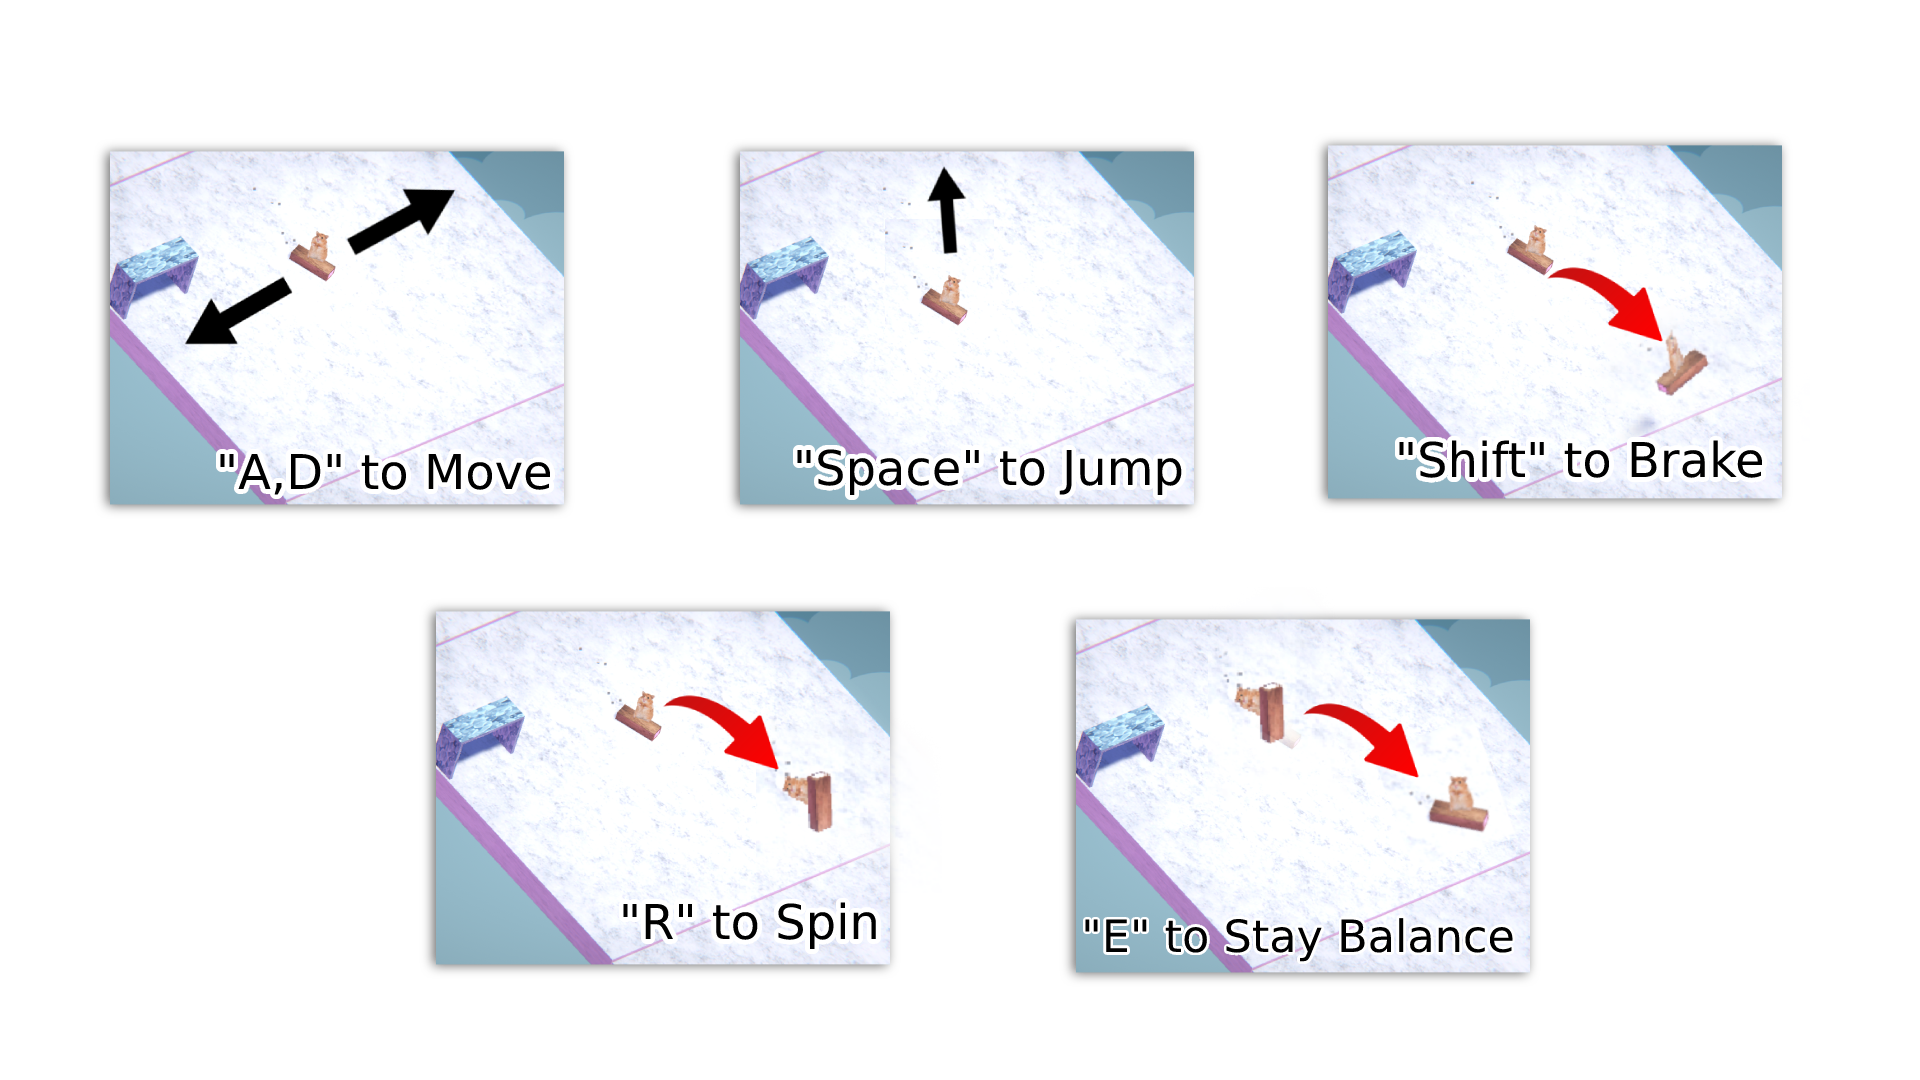 "A,D" to Move
"Space" to Jump
"Shift" to Brake
"R" to Spin
"E" to Stay Balance